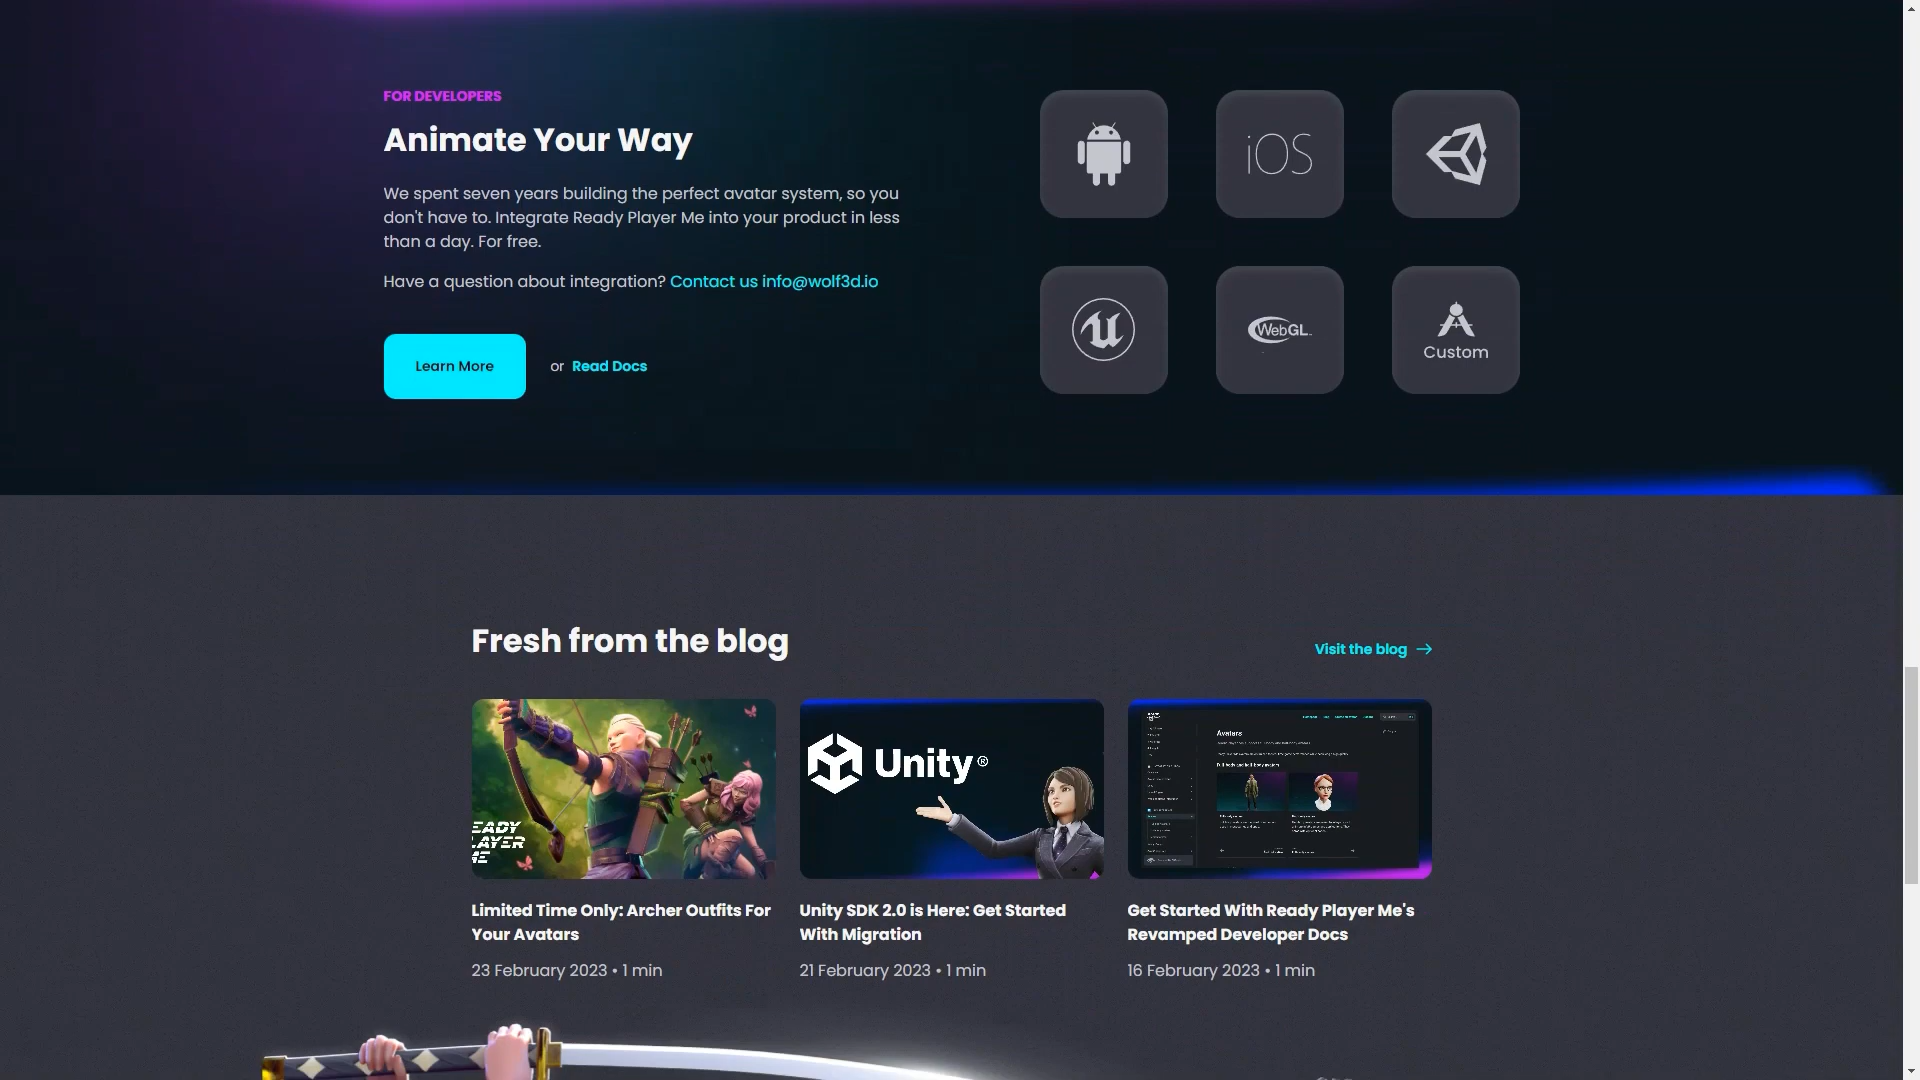 FOR DEVELOPERS
Animate Your Way
We spent seven years building the perfect avatar system, so you
don't have to. Integrate Ready Player Me into your product in less
than a day. For free.
Have a question about integration? Contact us info@wolf3d.io
Learn More
or Read Docs
iOS
WebGL
Custom
Fresh from the blog
Visit the blog
EADY
LAYER
ME
Unity®
Avatars
Limited Time Only: Archer Outfits For
Your Avatars
23 February 2023 • 1 min
Unity SDK 2.0 is Here: Get Started
With Migration
21 February 2023 • 1 min
Get Started With Ready Player Me's
Revamped Developer Docs
16 February 2023 • 1 min